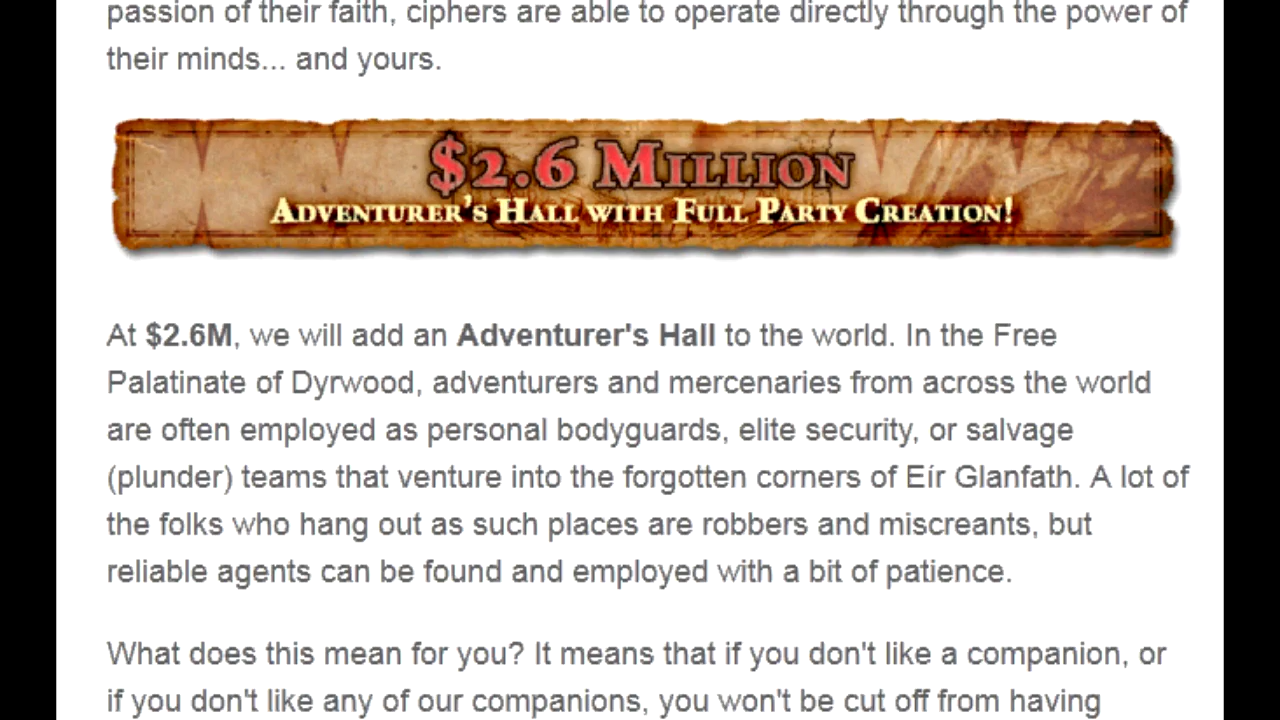 passion of their faith, ciphers are able to operate directly through the power of
their minds... and yours.
$2.6 Million
Adventurer's Hall with Full Party Creation!
At $2.6M, we will add an Adventurer's Hall to the world. In the Free
Palatinate of Dyrwood, adventurers and mercenaries from across the world
are often employed as personal bodyguards, elite security, or salvage
(plunder) teams that venture into the forgotten corners of Eír Glanfath. A lot of
the folks who hang out as such places are robbers and miscreants, but
reliable agents can be found and employed with a bit of patience.
What does this mean for you? It means that if you don't like a companion, or
if you don't like any of our companions, you won't be cut off from having